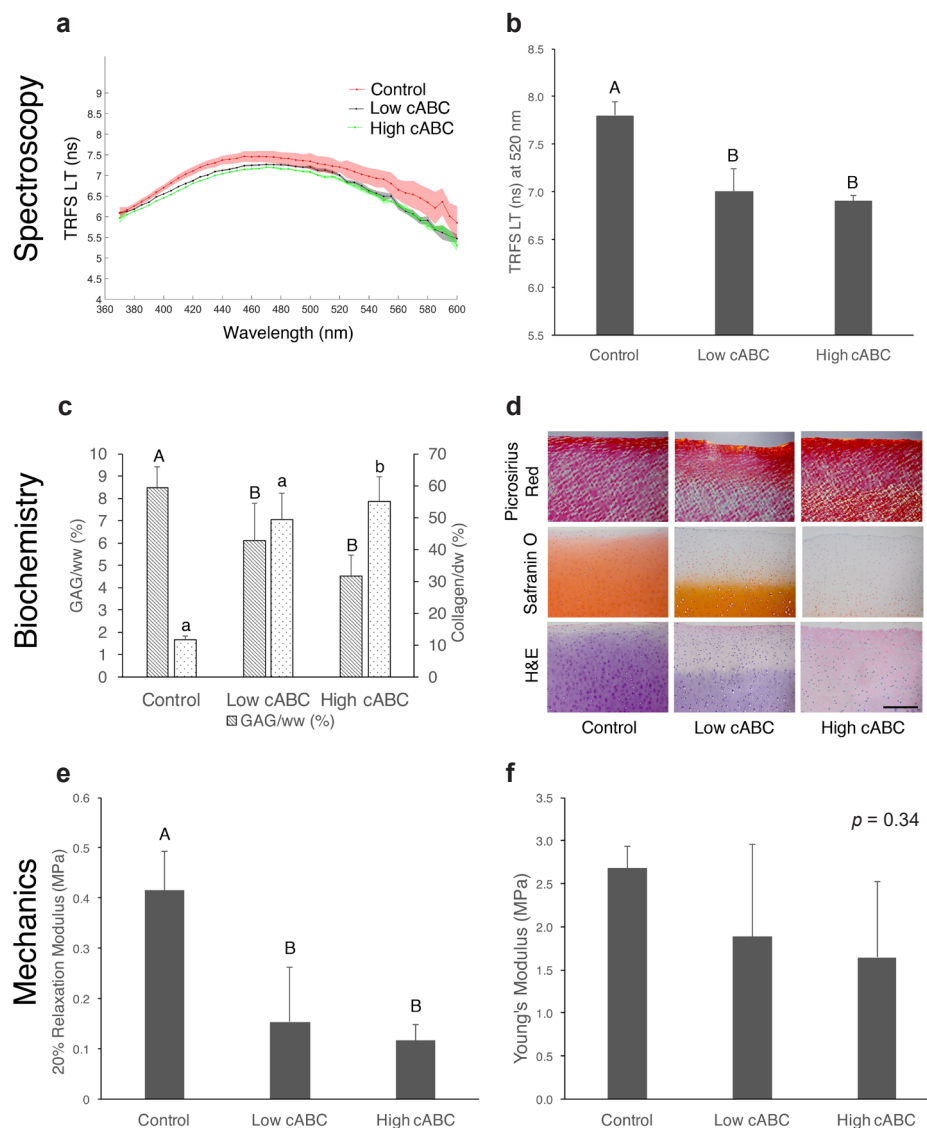 a
b
Spectroscopy
TRFS LT (ns)
9
8.5
8
7.5
7
6.5
6
5.5
5
4.5
4
360 380 400 420 440 460 480 500 520 540 560 580 600
Wavelength (nm)
Control
Low cABC
High cABC
TRFS LT (ns) at 520 nm
8.5
8.0
7.5
7.0
6.5
6.0
5.5
A
B
B
Control Low cABC High cABC
c
d
Biochemistry
GAG/ww (%)
10
9
8
7
6
5
4
3
2
1
0
A
a
B
a
B
b
70
60
50
40
30
20
10
0
Collagen/dw (%)
Control Low cABC High cABC
GAG/ww (%)
Picrosirius
Red
Safranin O
H&E
Control Low cABC High cABC
e
f
Mechanics
20% Relaxation Modulus (MPa)
0.6
0.5
0.4
0.3
0.2
0.1
0
A
B
B
Control Low cABC High cABC
Young's Modulus (MPa)
3.5
3.0
2.5
2.0
1.5
1.0
0.5
0.0
p = 0.34
Control Low cABC High cABC